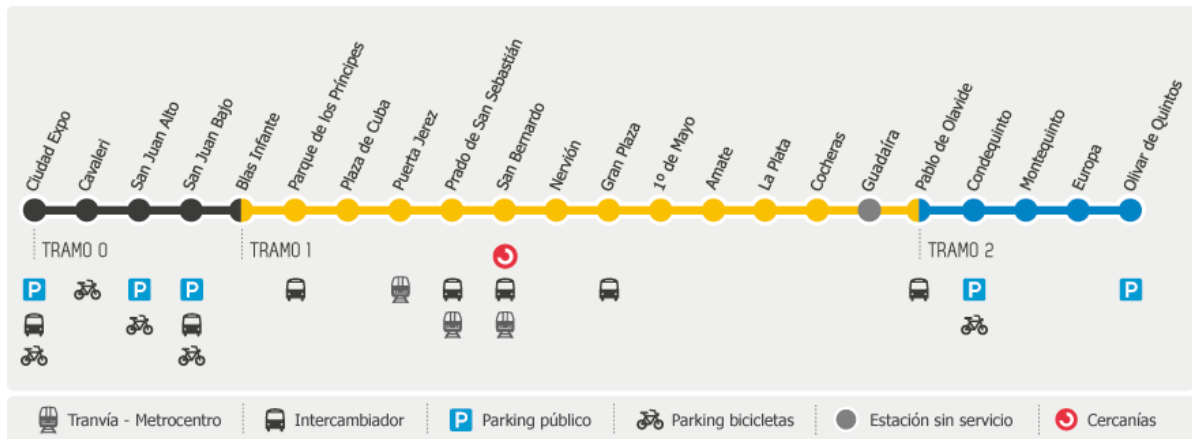 Ciudad Expo
Cavaleri
San Juan Alto
San Juan Bajo
Blas Infante
Parque de los Príncipes
Plaza de Cuba
Puerta Jerez
Prado de San Sebastián
San Bernardo
Nervión
Gran Plaza
1º de Mayo
Amate
La Plata
Cocheras
Guadaíra
Pablo de Olavide
Condequinto
Montequinto
Europa
Olivar de Quintos
TRAMO 0
TRAMO 1
TRAMO 2
P P P P P
Tranvía - Metrocentro
Intercambiador
P Parking público
Parking bicicletas
Estación sin servicio
Cercanías